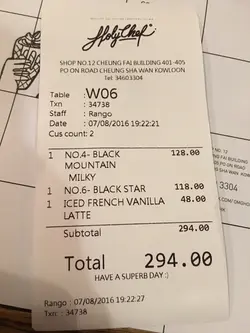 HolyChef
SHOP NO.12 CHEUNG FAI BUILDING 401-405
PO ON ROAD CHEUNG SHA WAN KOWLOON
Tel 34603304
Table : W06
Txn : 34738
Staff : Rango
Date : 07/08/2016 19:22:21
Cus count: 2
1 NO.4- BLACK 128.00
MOUNTAIN
MILKY
1 NO.6- BLACK STAR 118.00
1 ICED FRENCH VANILLA 48.00
LATTE
Subtotal 294.00
Total 294.00
HAVE A SUPERB DAY :)
Rango : 07/08/2016 19:22:27
Txn : 34738